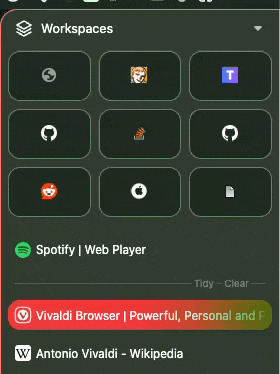 Workspaces
T
Spotify | Web Player
Tidy - Clear
Vivaldi Browser | Powerful, Personal and
W Antonio Vivaldi - Wikipedia